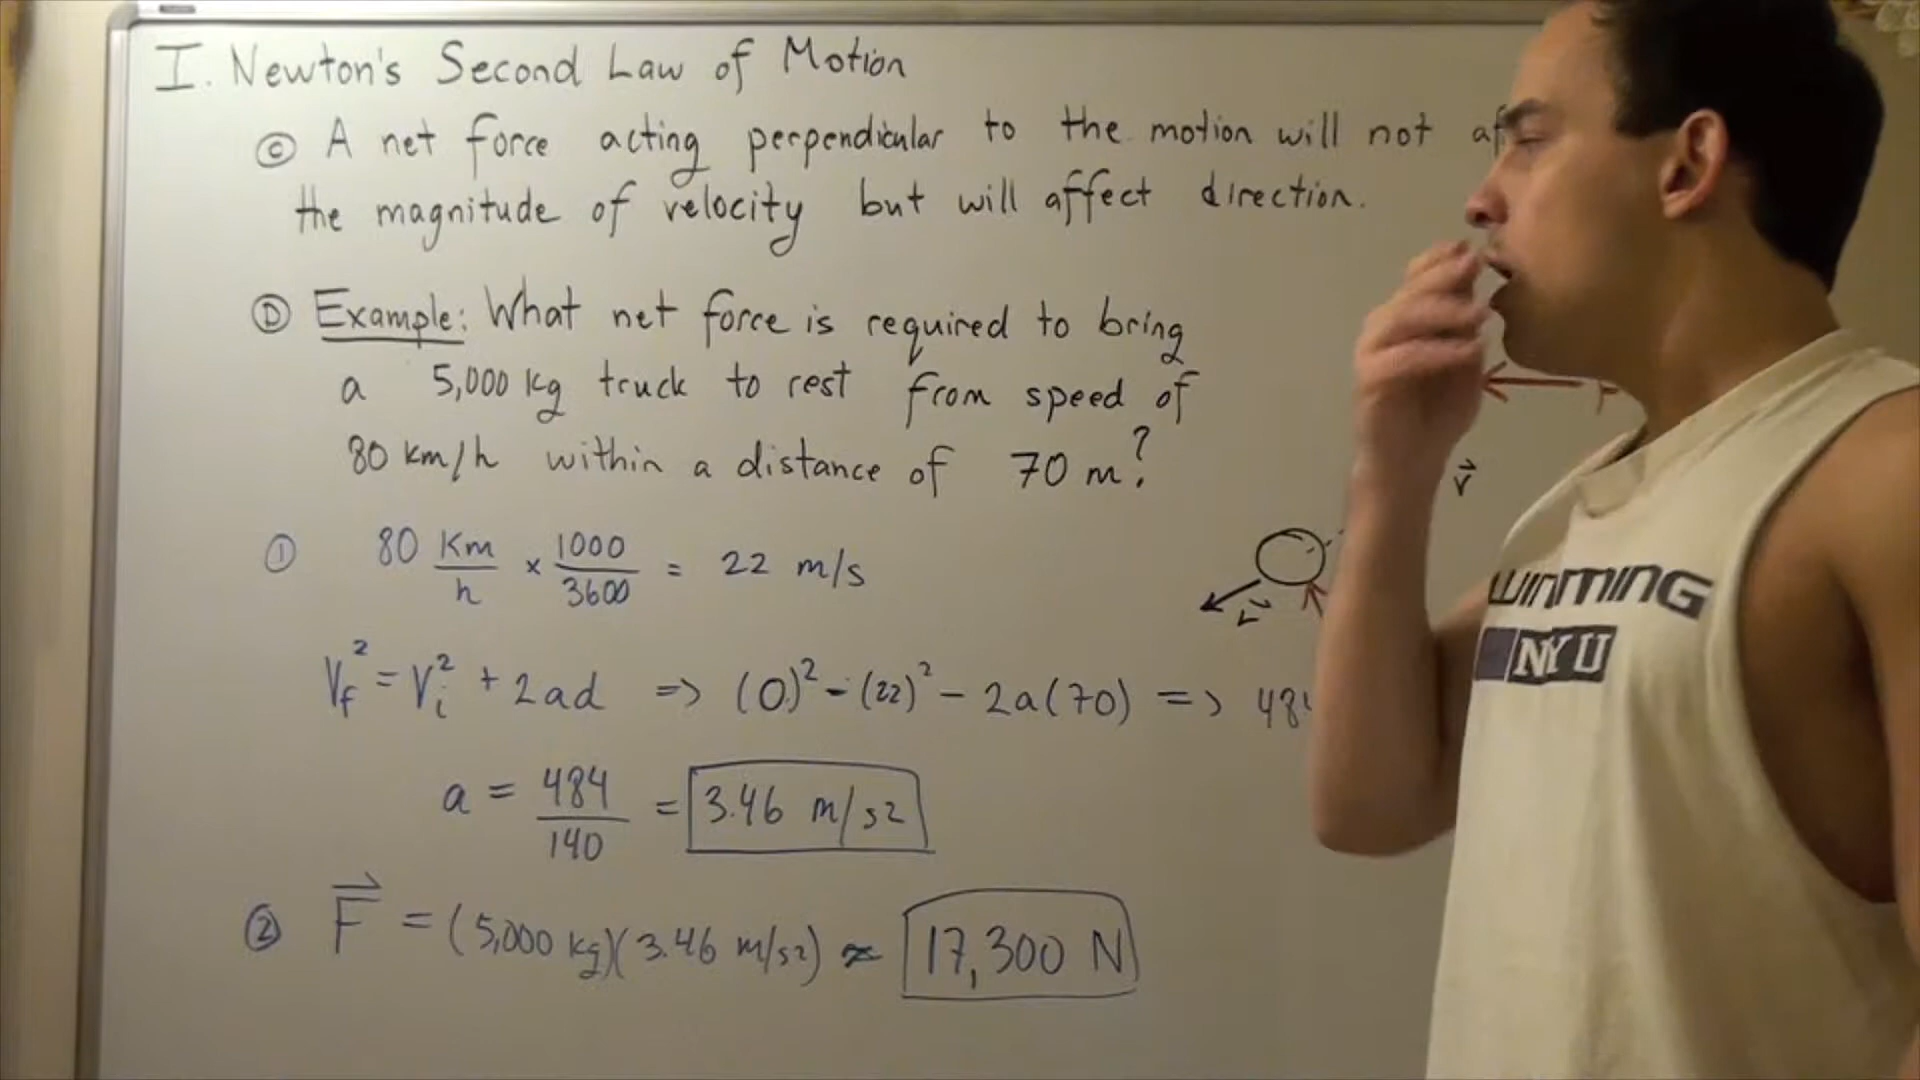 I. Newton's Second Law of Motion
Ⓒ A net force acting perpendicular to the motion will not
the magnitude of velocity but will affect direction.
Ⓓ Example: What net force is required to bring
a 5,000 kg truck to rest from speed of
80 km/h within a distance of 70 m?
v⃗
① 80 Km/h × 1000/3600 = 22 m/s
v⃗
Vf² = Vi² + 2ad => (0)² - (22)² - 2a(70) =>
a = 484/140 = 3.46 m/s2
② F⃗ = (5,000 kg)(3.46 m/s2) ≈ 17,300 N
NYU